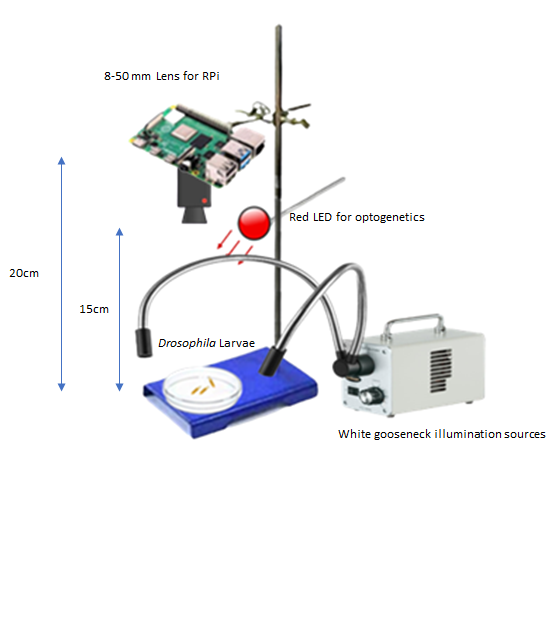 8-50 mm Lens for RPi
Red LED for optogenetics
20cm
15cm
Drosophila Larvae
White gooseneck illumination sources